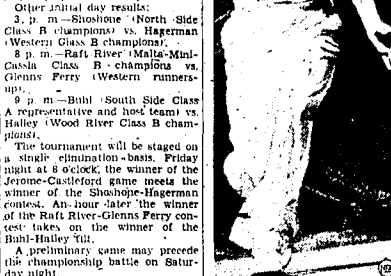 Other initial day results:
3. p. m.—Shoshone (North Side
Class B champions) vs. Hagerman
(Western Class B champions).
8 p. m.—Raft River (Malta-Mini-
Cassia Class B champions vs.
Glenns Ferry (Western runners-
up).
9 p. m.—Buhl (South Side Class
A representative and host team) vs.
Hailey (Wood River Class B cham-
pions).
The tournament will be staged on
a single elimination basis. Friday
night at 6 o'clock, the winner of the
Jerome-Castleford game meets the
winner of the Shoshone-Hagerman
contest. An hour later the winner
of the Raft River-Glenns Ferry con-
test takes on the winner of the
Buhl-Hailey tilt.
A preliminary game may precede
the championship battle on Satur-
day night.